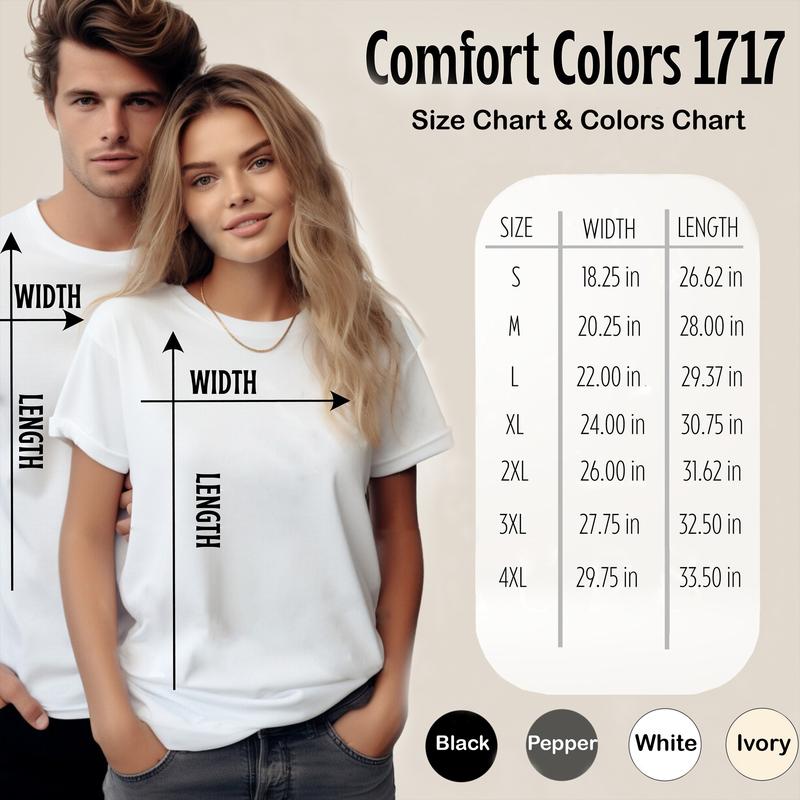 Comfort Colors 1717
Size Chart & Colors Chart
SIZE WIDTH LENGTH
S 18.25 in 26.62 in
M 20.25 in 28.00 in
L 22.00 in 29.37 in
XL 24.00 in 30.75 in
2XL 26.00 in 31.62 in
3XL 27.75 in 32.50 in
4XL 29.75 in 33.50 in
WIDTH
LENGTH
WIDTH
LENGTH
Black Pepper White Ivory